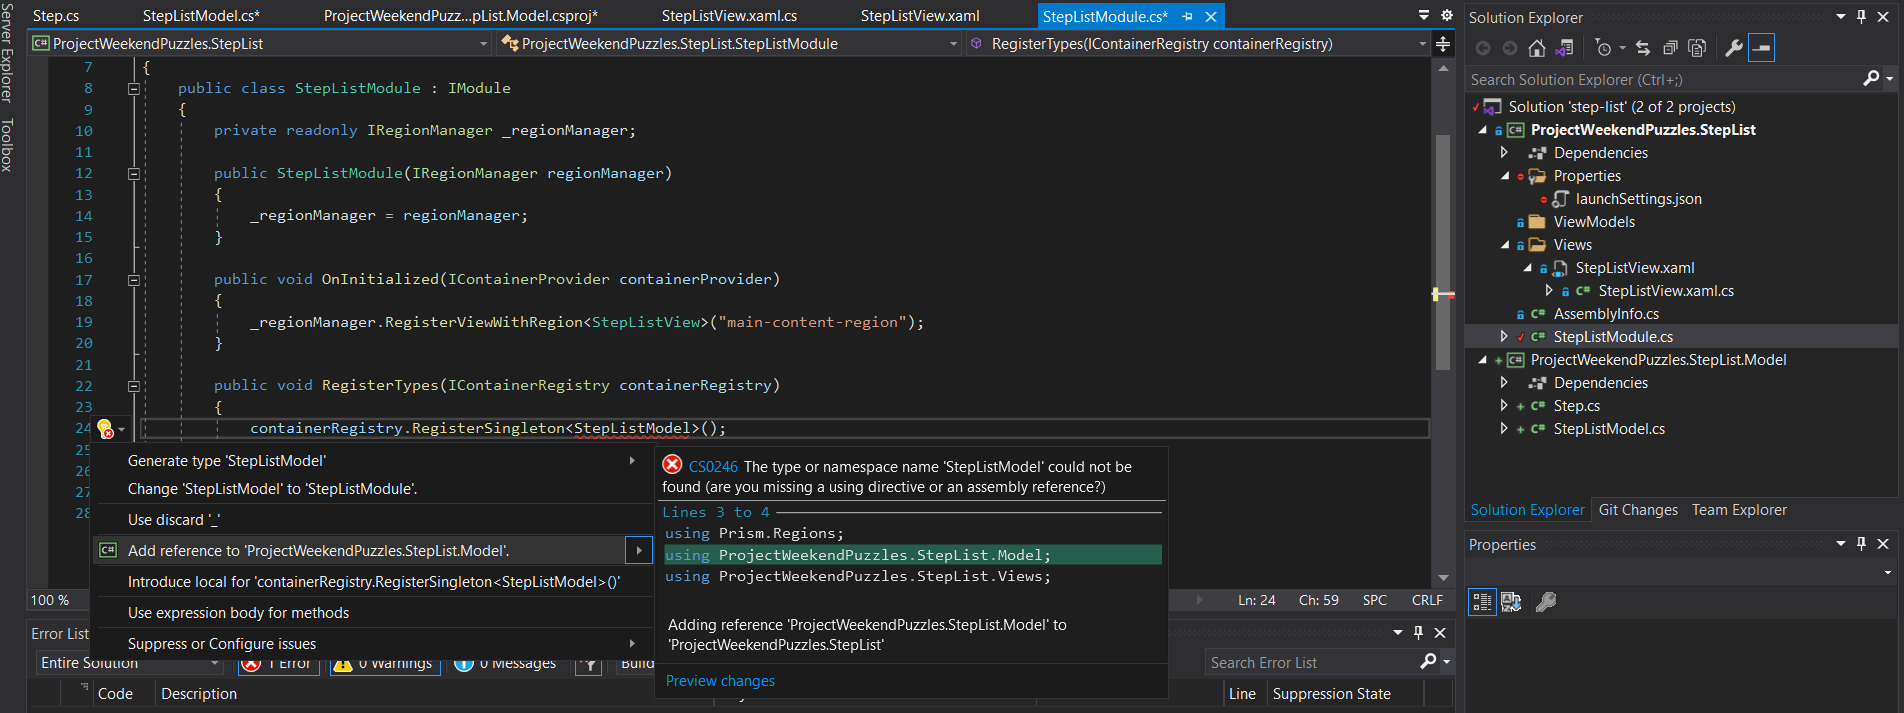 Server Explorer
Toolbox
Step.cs
StepListModel.cs*
ProjectWeekendPuzz...pList.Model.csproj*
StepListView.xaml.cs
StepListView.xaml
StepListModule.cs*
C# ProjectWeekendPuzzles.StepList
ProjectWeekendPuzzles.StepList.StepListModule
RegisterTypes(IContainerRegistry containerRegistry)
7 {
8 public class StepListModule : IModule
9 {
10 private readonly IRegionManager _regionManager;
11
12 public StepListModule(IRegionManager regionManager)
13 {
14 _regionManager = regionManager;
15 }
16
17 public void OnInitialized(IContainerProvider containerProvider)
18 {
19 _regionManager.RegisterViewWithRegion<StepListView>("main-content-region");
20 }
21
22 public void RegisterTypes(IContainerRegistry containerRegistry)
23 {
24 containerRegistry.RegisterSingleton<StepListModel>();
25
26
27
28
Generate type 'StepListModel'
Change 'StepListModel' to 'StepListModule'.
Use discard '_'
C# Add reference to 'ProjectWeekendPuzzles.StepList.Model'.
Introduce local for 'containerRegistry.RegisterSingleton<StepListModel>()'
Use expression body for methods
Suppress or Configure issues
CS0246 The type or namespace name 'StepListModel' could not be
found (are you missing a using directive or an assembly reference?)
Lines 3 to 4
using Prism.Regions;
using ProjectWeekendPuzzles.StepList.Model;
using ProjectWeekendPuzzles.StepList.Views;
Adding reference 'ProjectWeekendPuzzles.StepList.Model' to
'ProjectWeekendPuzzles.StepList'
Preview changes
100 %
Ln: 24 Ch: 59 SPC CRLF
Error List
Entire Solution
1 Error
0 Warnings
0 Messages
Build
Search Error List
Code
Description
Line
Suppression State
Solution Explorer
Search Solution Explorer (Ctrl+;)
Solution 'step-list' (2 of 2 projects)
C# ProjectWeekendPuzzles.StepList
Dependencies
Properties
launchSettings.json
ViewModels
Views
StepListView.xaml
C# StepListView.xaml.cs
C# AssemblyInfo.cs
C# StepListModule.cs
C# ProjectWeekendPuzzles.StepList.Model
Dependencies
C# Step.cs
C# StepListModel.cs
Solution Explorer
Git Changes
Team Explorer
Properties